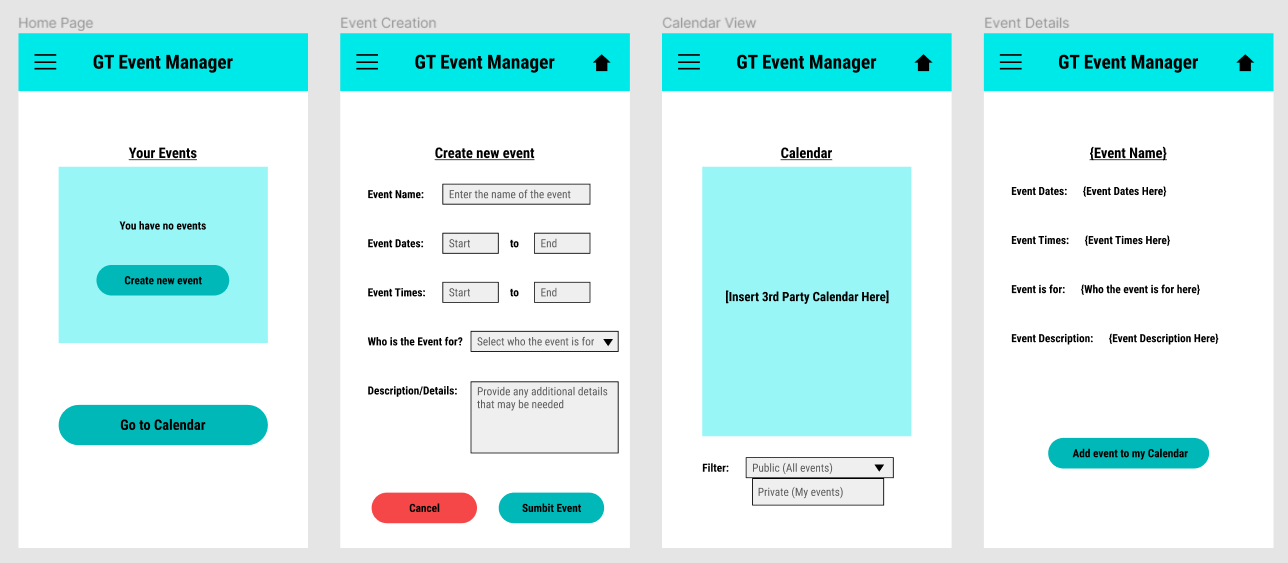 Home Page
GT Event Manager
Your Events
You have no events
Create new event
Go to Calendar
Event Creation
GT Event Manager
Create new event
Event Name: Enter the name of the event
Event Dates: Start to End
Event Times: Start to End
Who is the Event for? Select who the event is for
Description/Details: Provide any additional details
that may be needed
Cancel Sumbit Event
Calendar View
GT Event Manager
Calendar
[Insert 3rd Party Calendar Here]
Filter: Public (All events)
Private (My events)
Event Details
GT Event Manager
{Event Name}
Event Dates: {Event Dates Here}
Event Times: {Event Times Here}
Event is for: {Who the event is for here}
Event Description: {Event Description Here}
Add event to my Calendar